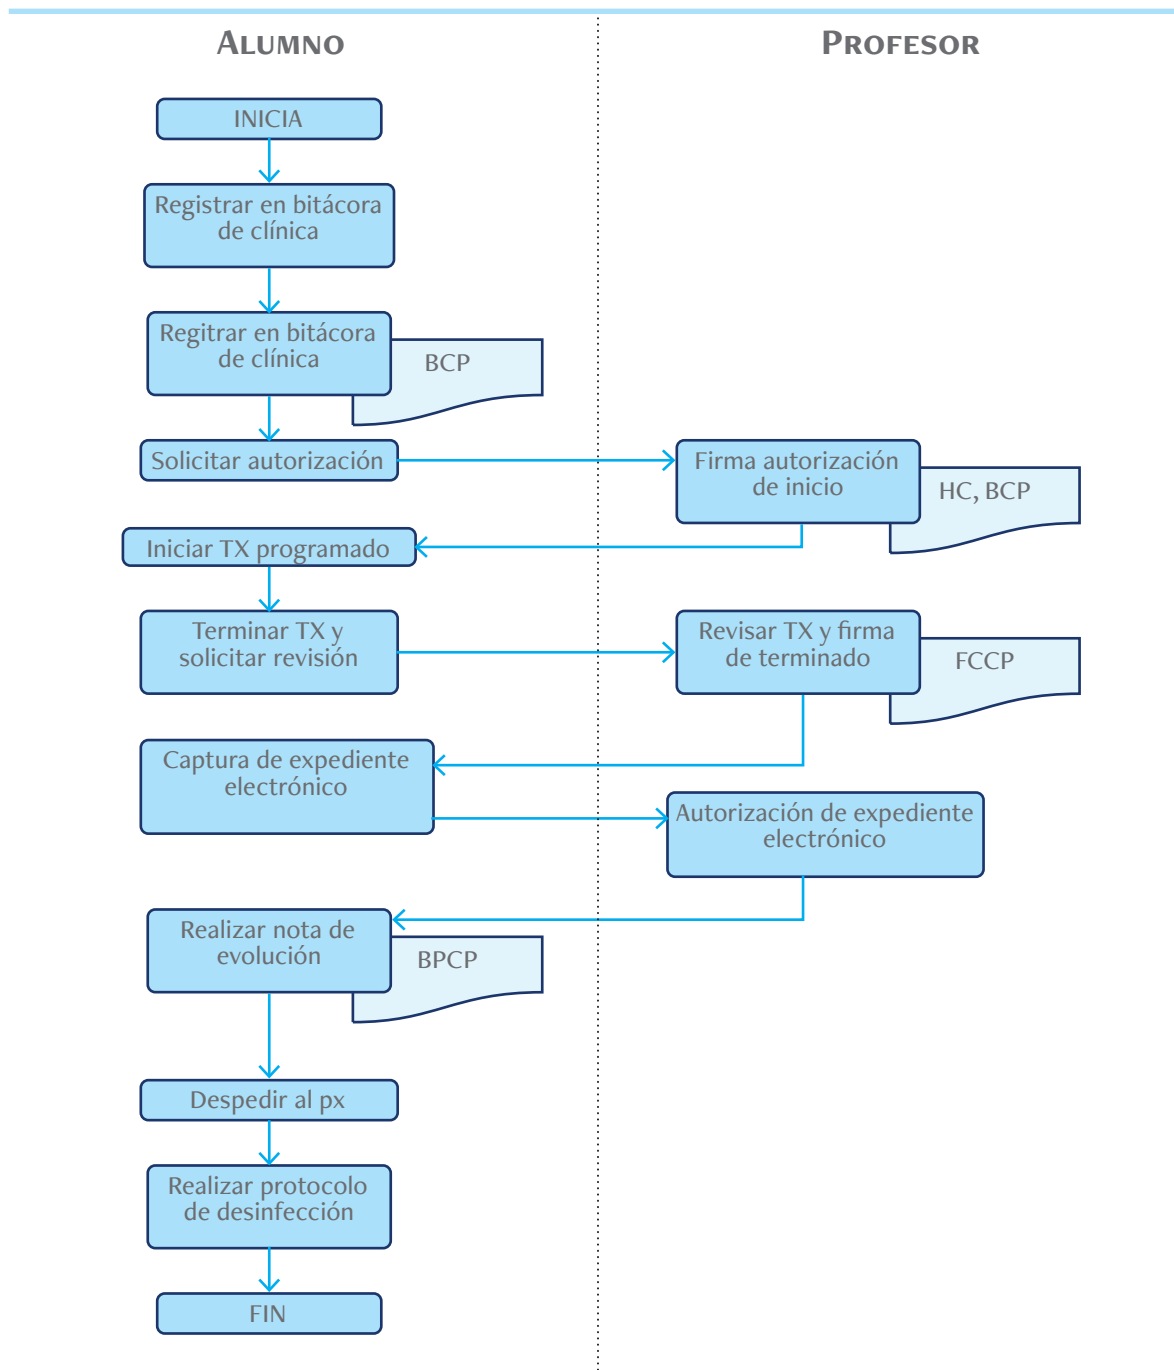 ALUMNO
PROFESOR
INICIA
Registrar en bitácora
de clínica
Regitrar en bitácora
de clínica
BCP
Solicitar autorización
Firma autorización
de inicio
HC, BCP
Iniciar TX programado
Terminar TX y
solicitar revisión
Revisar TX y firma
de terminado
FCCP
Captura de expediente
electrónico
Autorización de expediente
electrónico
Realizar nota de
evolución
BPCP
Despedir al px
Realizar protocolo
de desinfección
FIN